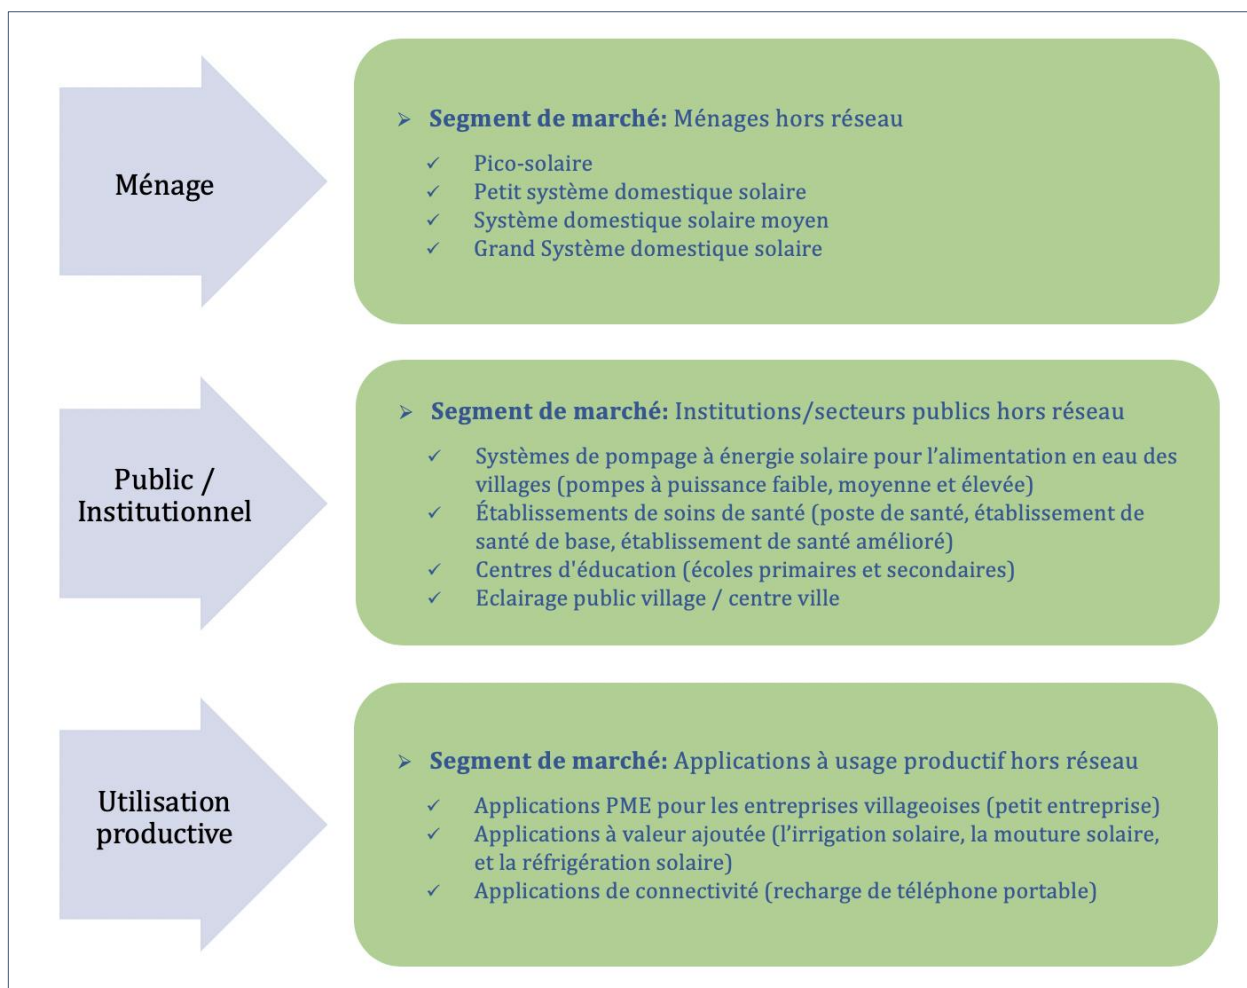 Ménage
➢ Segment de marché: Ménages hors réseau
✓ Pico-solaire
✓ Petit système domestique solaire
✓ Système domestique solaire moyen
✓ Grand Système domestique solaire
Public /
Institutionnel
➢ Segment de marché: Institutions/secteurs publics hors réseau
✓ Systèmes de pompage à énergie solaire pour l’alimentation en eau des
villages (pompes à puissance faible, moyenne et élevée)
✓ Établissements de soins de santé (poste de santé, établissement de
santé de base, établissement de santé amélioré)
✓ Centres d'éducation (écoles primaires et secondaires)
✓ Eclairage public village / centre ville
Utilisation
productive
➢ Segment de marché: Applications à usage productif hors réseau
✓ Applications PME pour les entreprises villageoises (petit entreprise)
✓ Applications à valeur ajoutée (l’irrigation solaire, la mouture solaire,
et la réfrigération solaire)
✓ Applications de connectivité (recharge de téléphone portable)